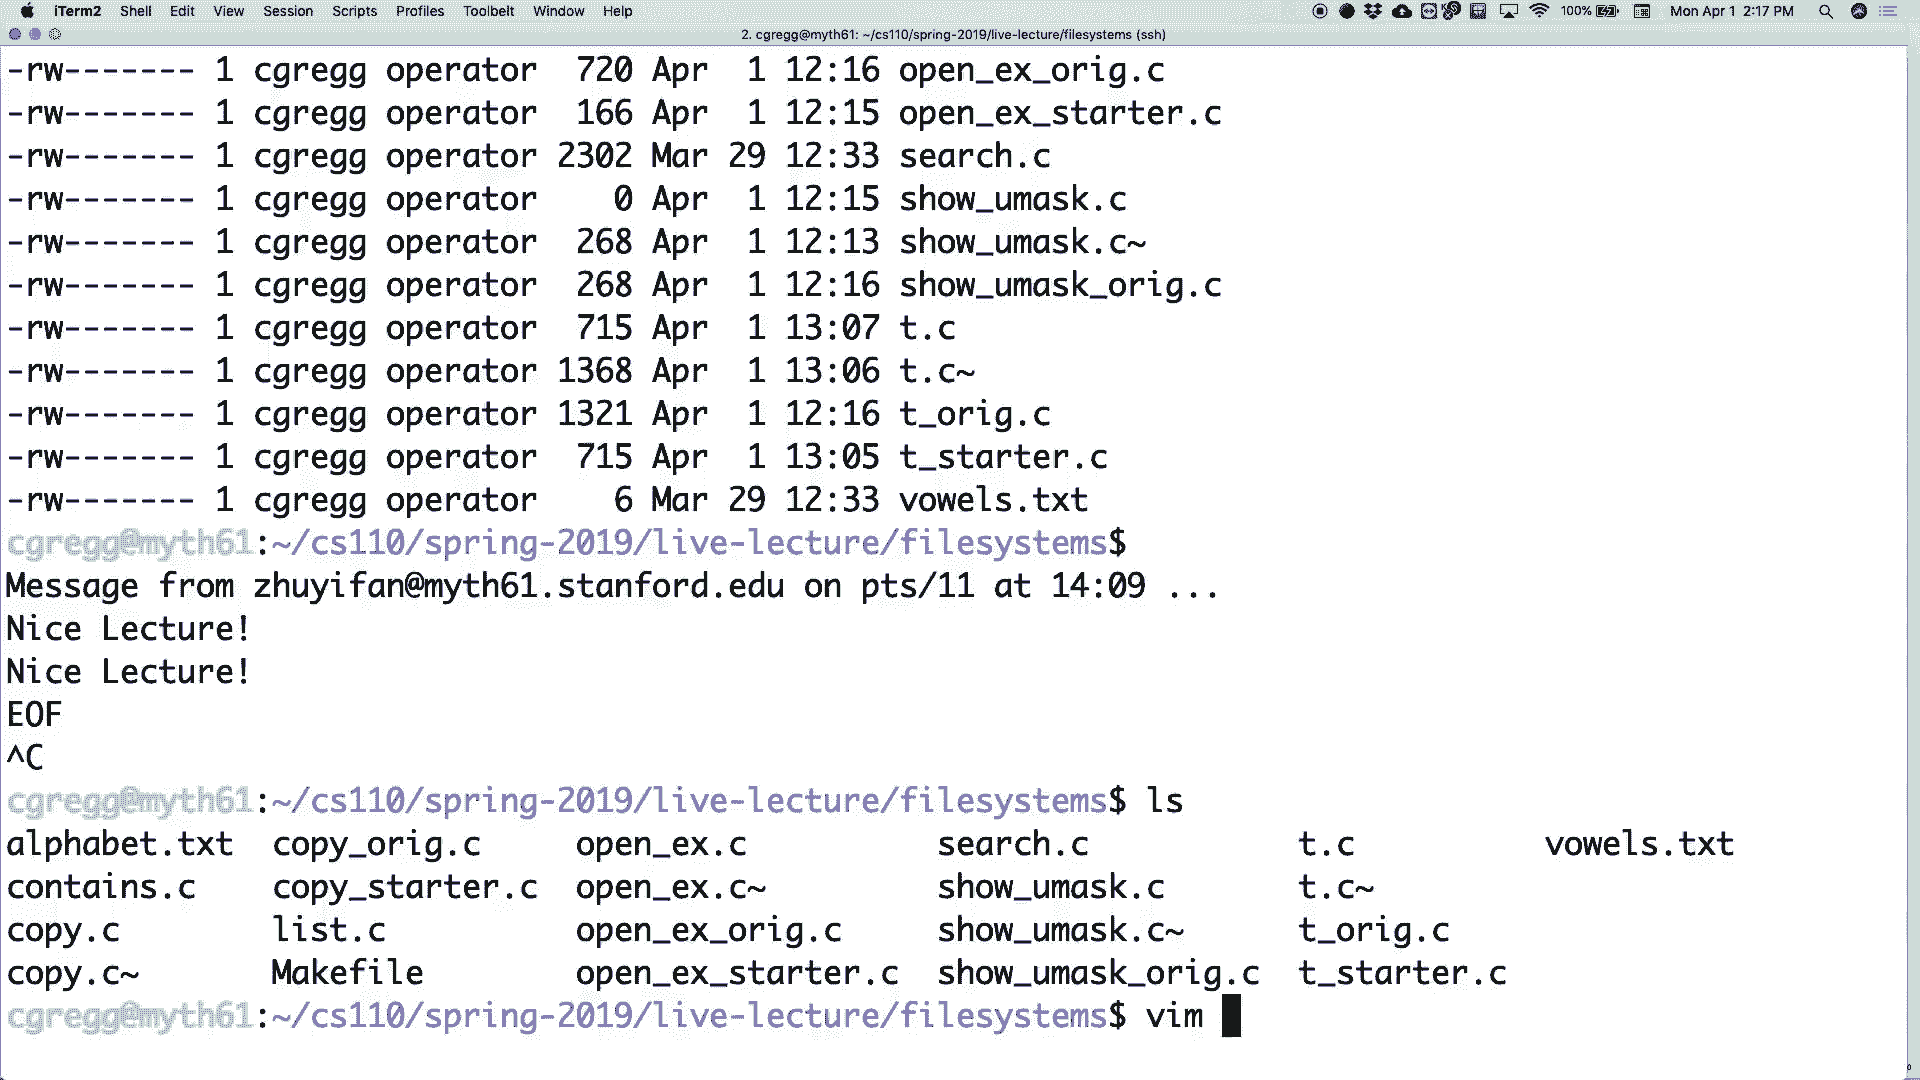 iTerm2 Shell Edit View Session Scripts Profiles Toolbelt Window Help 100% Mon Apr 1 2:17 PM
2. cgregg@myth61: ~/cs110/spring-2019/live-lecture/filesystems (ssh)
-rw------- 1 cgregg operator  720 Apr  1 12:16 open_ex_orig.c
-rw------- 1 cgregg operator  166 Apr  1 12:15 open_ex_starter.c
-rw------- 1 cgregg operator 2302 Mar 29 12:33 search.c
-rw------- 1 cgregg operator    0 Apr  1 12:15 show_umask.c
-rw------- 1 cgregg operator  268 Apr  1 12:13 show_umask.c~
-rw------- 1 cgregg operator  268 Apr  1 12:16 show_umask_orig.c
-rw------- 1 cgregg operator  715 Apr  1 13:07 t.c
-rw------- 1 cgregg operator 1368 Apr  1 13:06 t.c~
-rw------- 1 cgregg operator 1321 Apr  1 12:16 t_orig.c
-rw------- 1 cgregg operator  715 Apr  1 13:05 t_starter.c
-rw------- 1 cgregg operator    6 Mar 29 12:33 vowels.txt
cgregg@myth61:~/cs110/spring-2019/live-lecture/filesystems$
Message from zhuyifan@myth61.stanford.edu on pts/11 at 14:09 ...
Nice Lecture!
Nice Lecture!
EOF
^C
cgregg@myth61:~/cs110/spring-2019/live-lecture/filesystems$ ls
alphabet.txt  copy_orig.c     open_ex.c          search.c           t.c          vowels.txt
contains.c    copy_starter.c  open_ex.c~         show_umask.c       t.c~
copy.c        list.c          open_ex_orig.c     show_umask.c~      t_orig.c
copy.c~       Makefile        open_ex_starter.c  show_umask_orig.c  t_starter.c
cgregg@myth61:~/cs110/spring-2019/live-lecture/filesystems$ vim